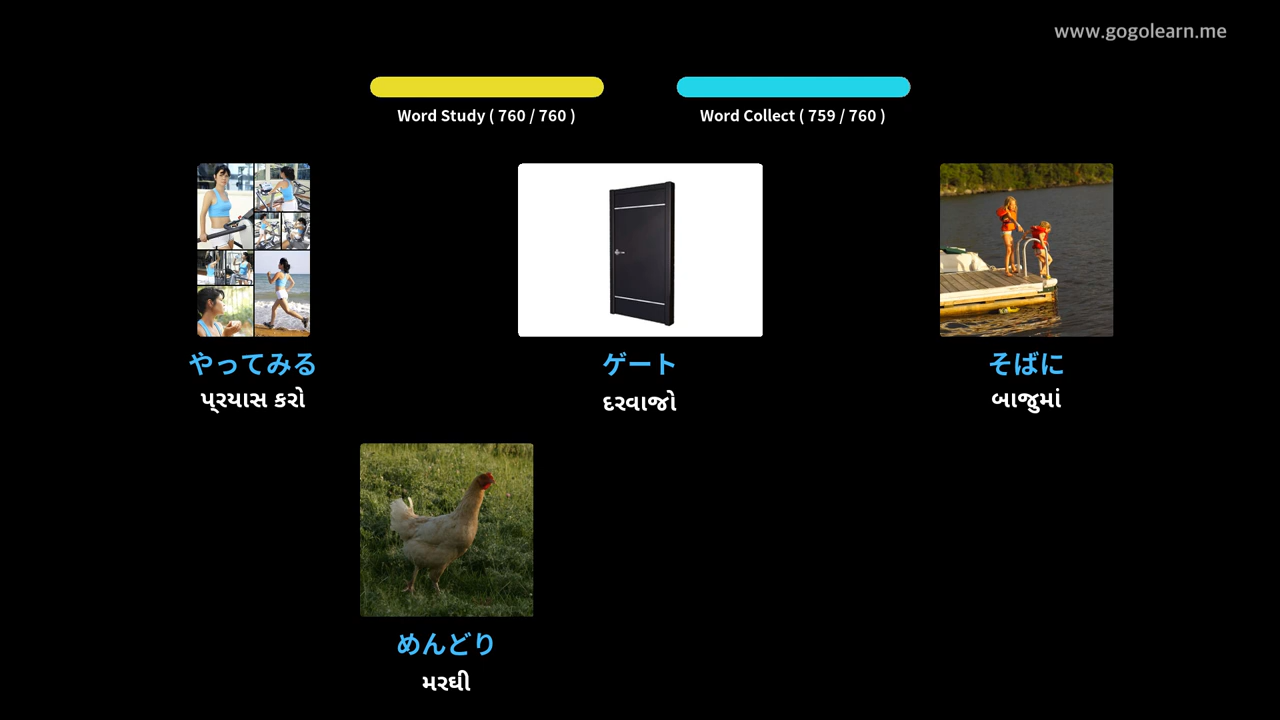 www.gogolearn.me
Word Study ( 760 / 760 )
Word Collect ( 759 / 760 )
やってみる
પ્રયાસ કરો
ゲート
દરવાજો
そばに
બાજુમાં
めんどり
મરઘી